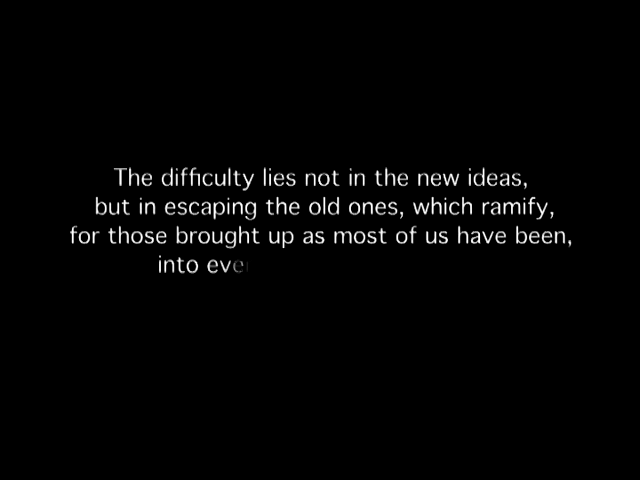 The difficulty lies not in the new ideas,
but in escaping the old ones, which ramify,
for those brought up as most of us have been,
into eve